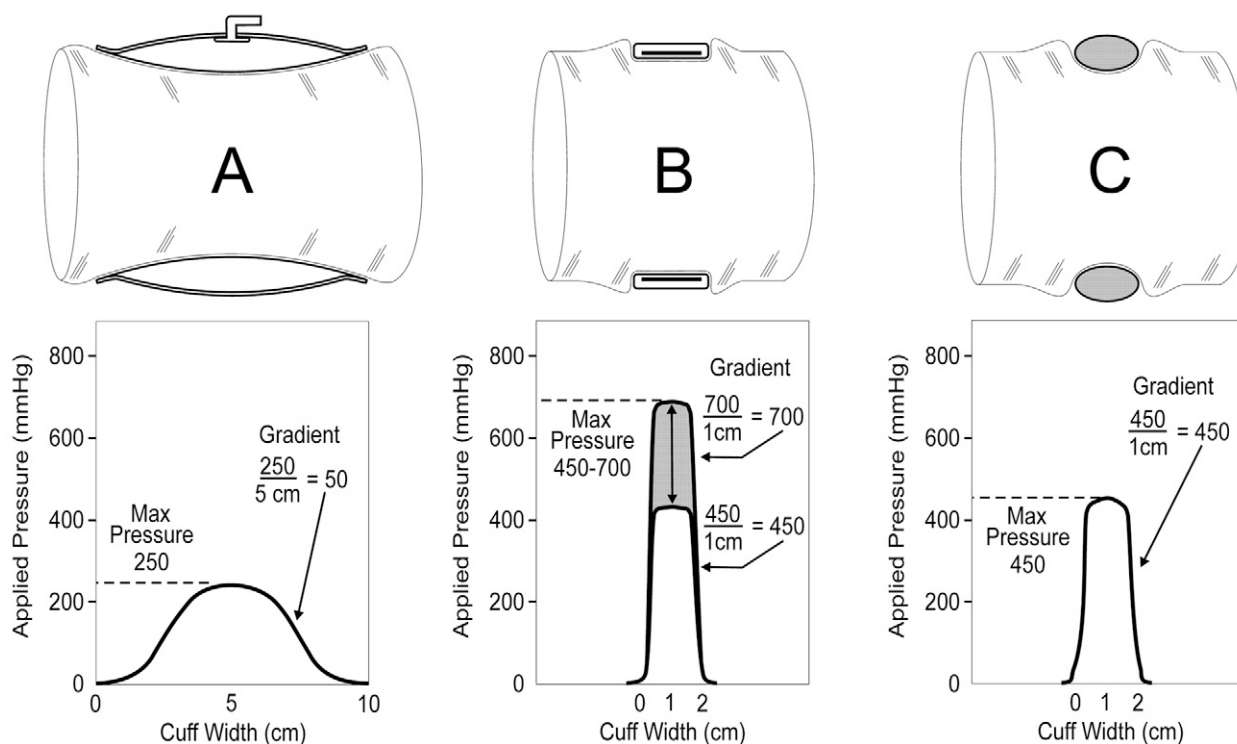 A
B
C
Applied Pressure (mmHg)
800
600
400
200
0
Gradient
250
5 cm
= 50
Max
Pressure
250
0
5
10
Cuff Width (cm)
Applied Pressure (mmHg)
800
600
400
200
0
Gradient
700
1cm
= 700
Max
Pressure
450-700
450
1cm
= 450
0
1
2
Cuff Width (cm)
Applied Pressure (mmHg)
800
600
400
200
0
Gradient
450
1cm
= 450
Max
Pressure
450
0
1
2
Cuff Width (cm)